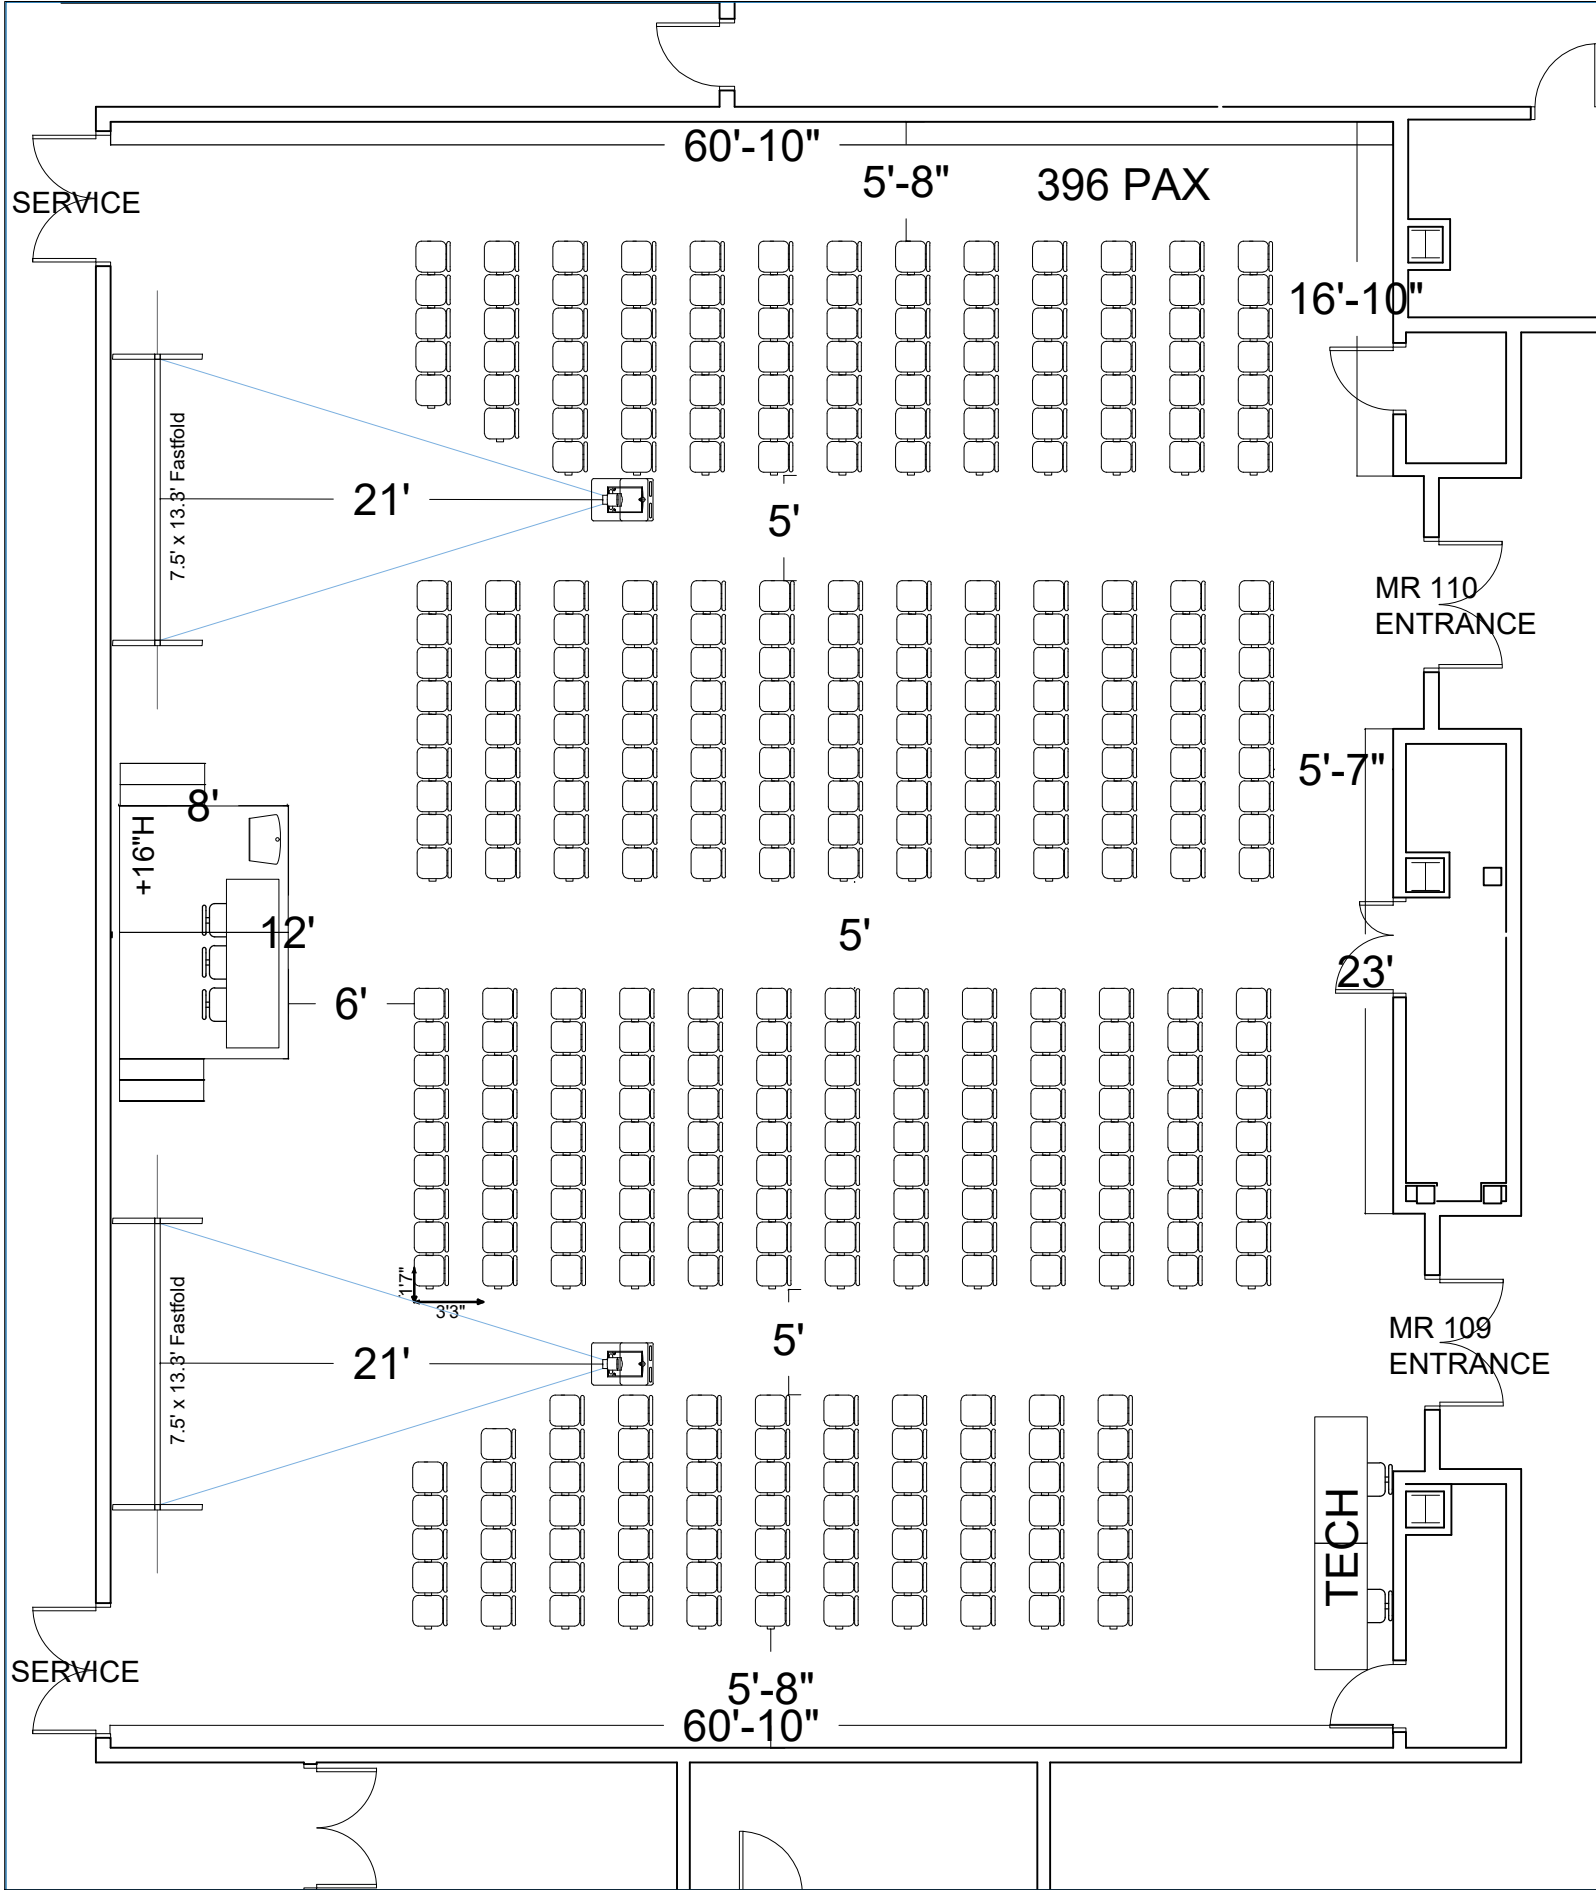 60'-10"
5'-8"
396 PAX
SERVICE
16'-10"
7.5' x 13.3' Fastfold
21'
5'
MR 110
ENTRANCE
5'-7"
8'
+16"H
12'
5'
23'
6'
1'7"
3'3"
7.5' x 13.3' Fastfold
21'
5'
MR 109
ENTRANCE
TECH
SERVICE
5'-8"
60'-10"